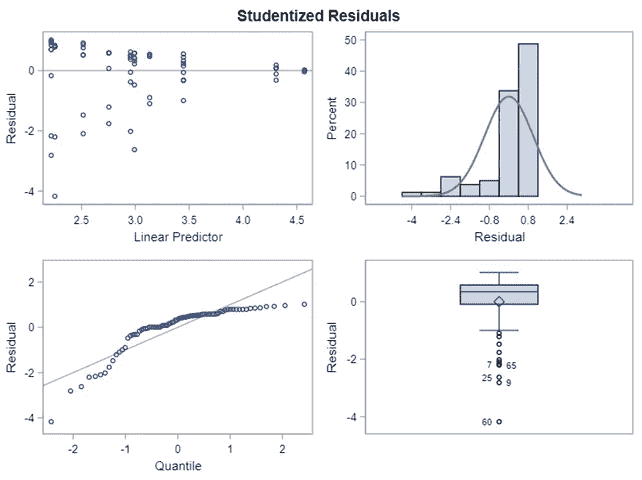 Studentized Residuals
Residual
0
-2
-4
2.5 3.0 3.5 4.0 4.5
Linear Predictor
Percent
50
40
30
20
10
0
-4 -2.4 -0.8 0.8 2.4
Residual
Residual
2
0
-2
-4
-2 -1 0 1 2
Quantile
Residual
0
-2
-4
7 65
25 9
60